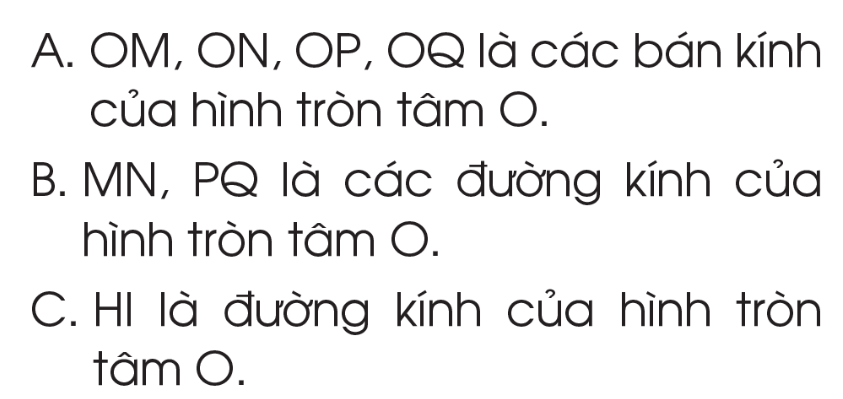 A. OM, ON, OP, OQ là các bán kính
của hình tròn tâm O.
B. MN, PQ là các đường kính của
hình tròn tâm O.
C. HI là đường kính của hình tròn
tâm O.